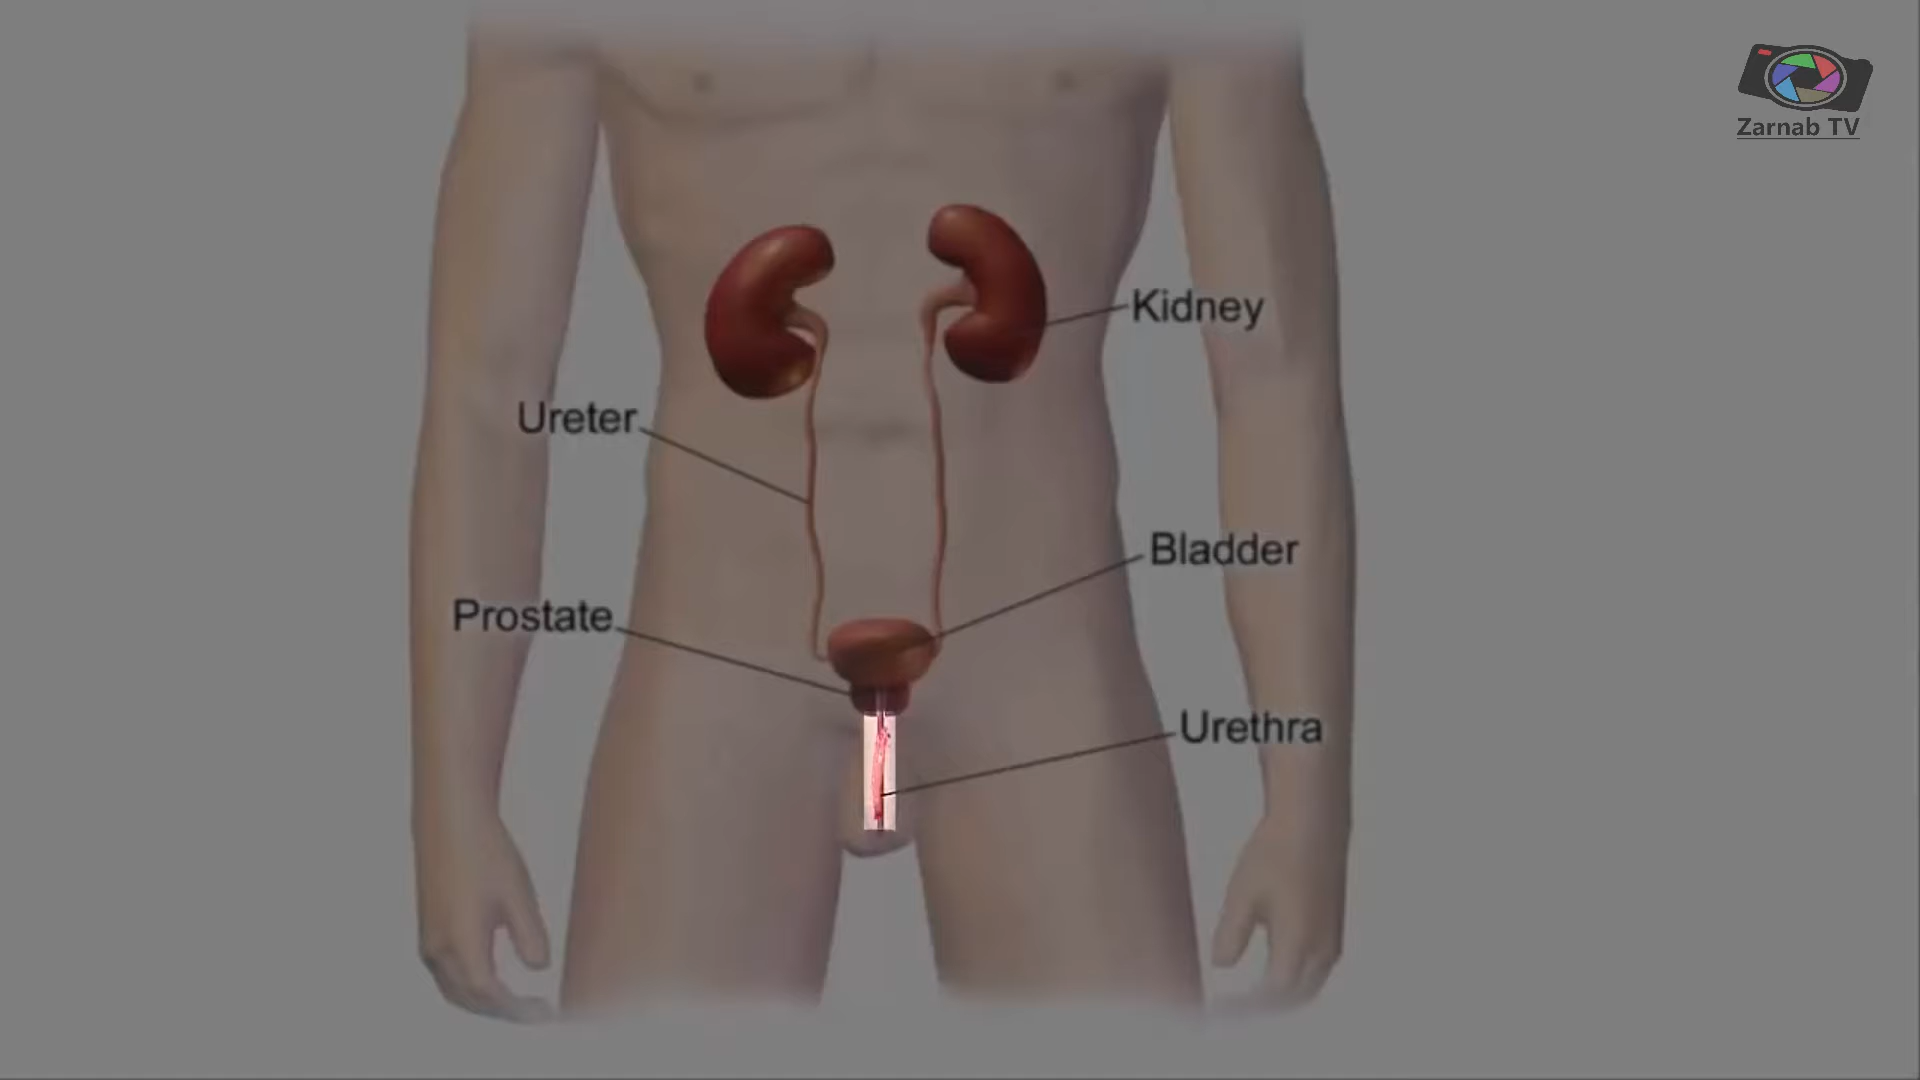 Zarnab TV
Kidney
Ureter
Bladder
Prostate
Urethra